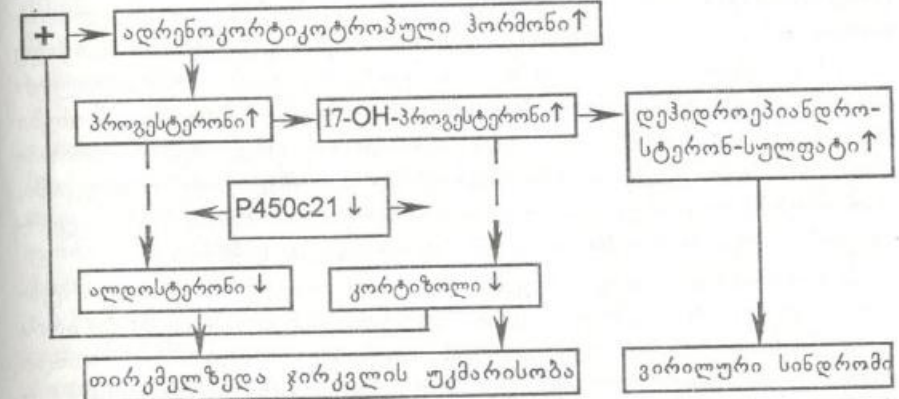 +
ადრენოკორტიკოტროპული ჰორმონი↑
პროგესტერონი↑
17-OH-პროგესტერონი↑
დეჰიდროეპიანდრო-
სტერონ-სულფატი↑
P450c21 ↓
ალდოსტერონი ↓
კორტიზოლი ↓
თირკმელზედა ჯირკვლის უკმარისობა
ვირილური სინდრომი